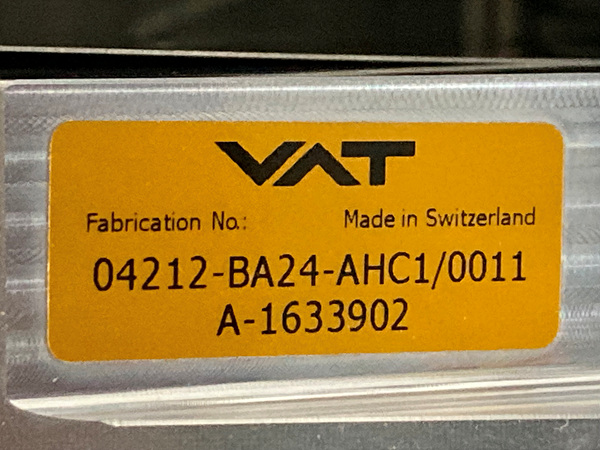 VAT
Fabrication No.: Made in Switzerland
04212-BA24-AHC1/0011
A-1633902